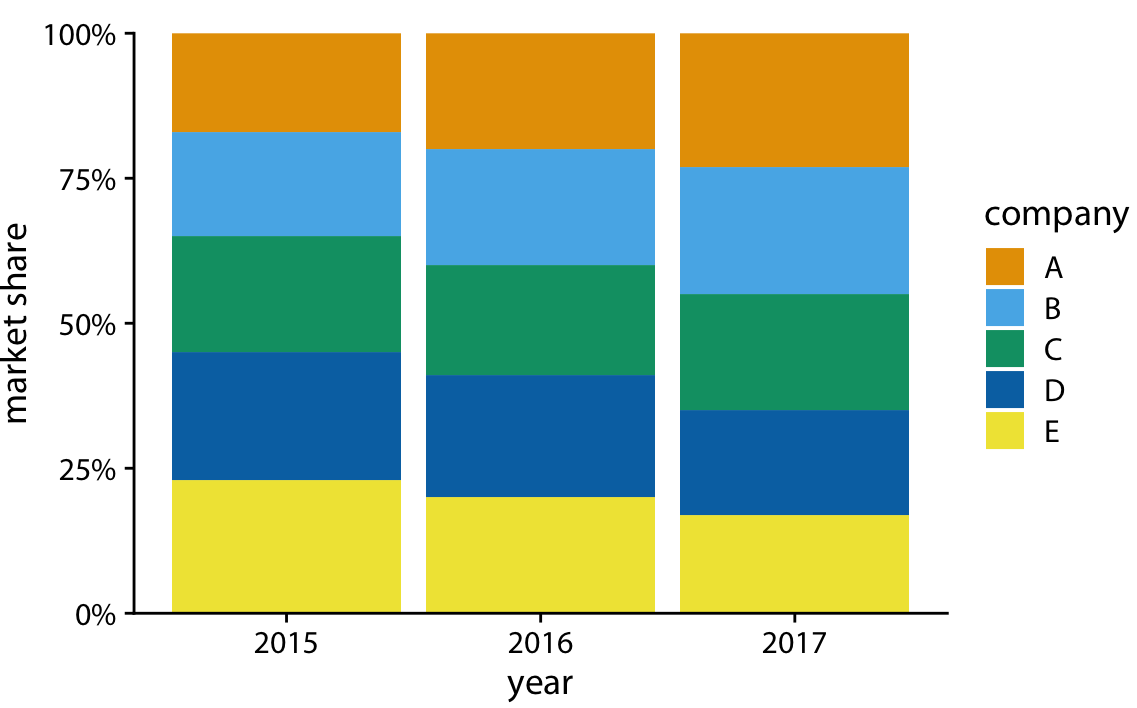 100%
75%
50%
25%
0%
market share
2015 2016 2017
year
company
A
B
C
D
E